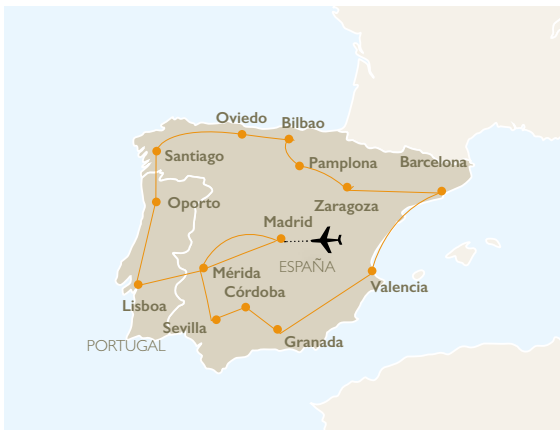 Oviedo
Bilbao
Santiago
Pamplona
Barcelona
Oporto
Zaragoza
Madrid
ESPAÑA
Mérida
Valencia
Córdoba
Lisboa
Sevilla
Granada
PORTUGAL